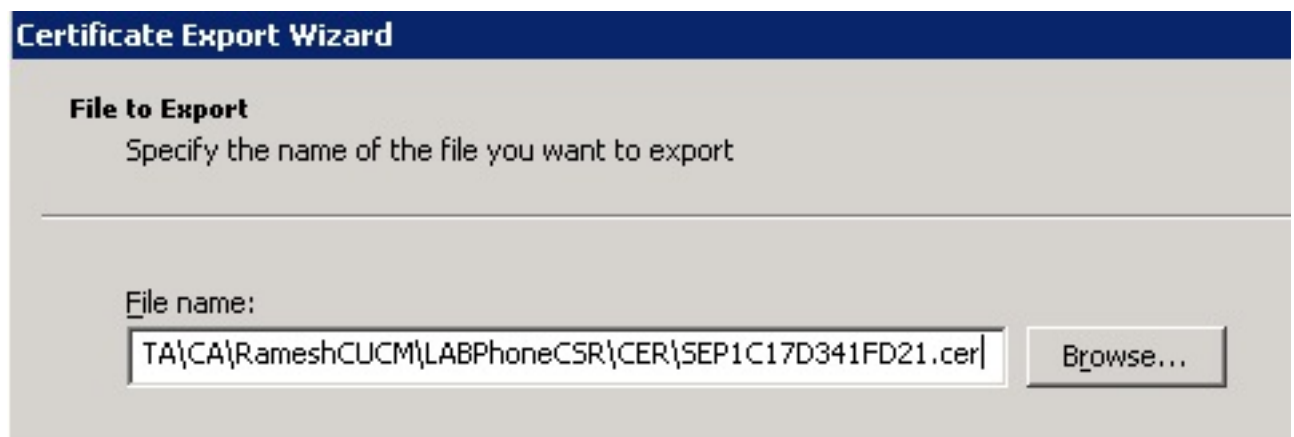 Certificate Export Wizard
File to Export
Specify the name of the file you want to export
File name:
TA\CA\RameshCUCM\LABPhoneCSR\CER\SEP1C17D341FD21.cer
Browse...